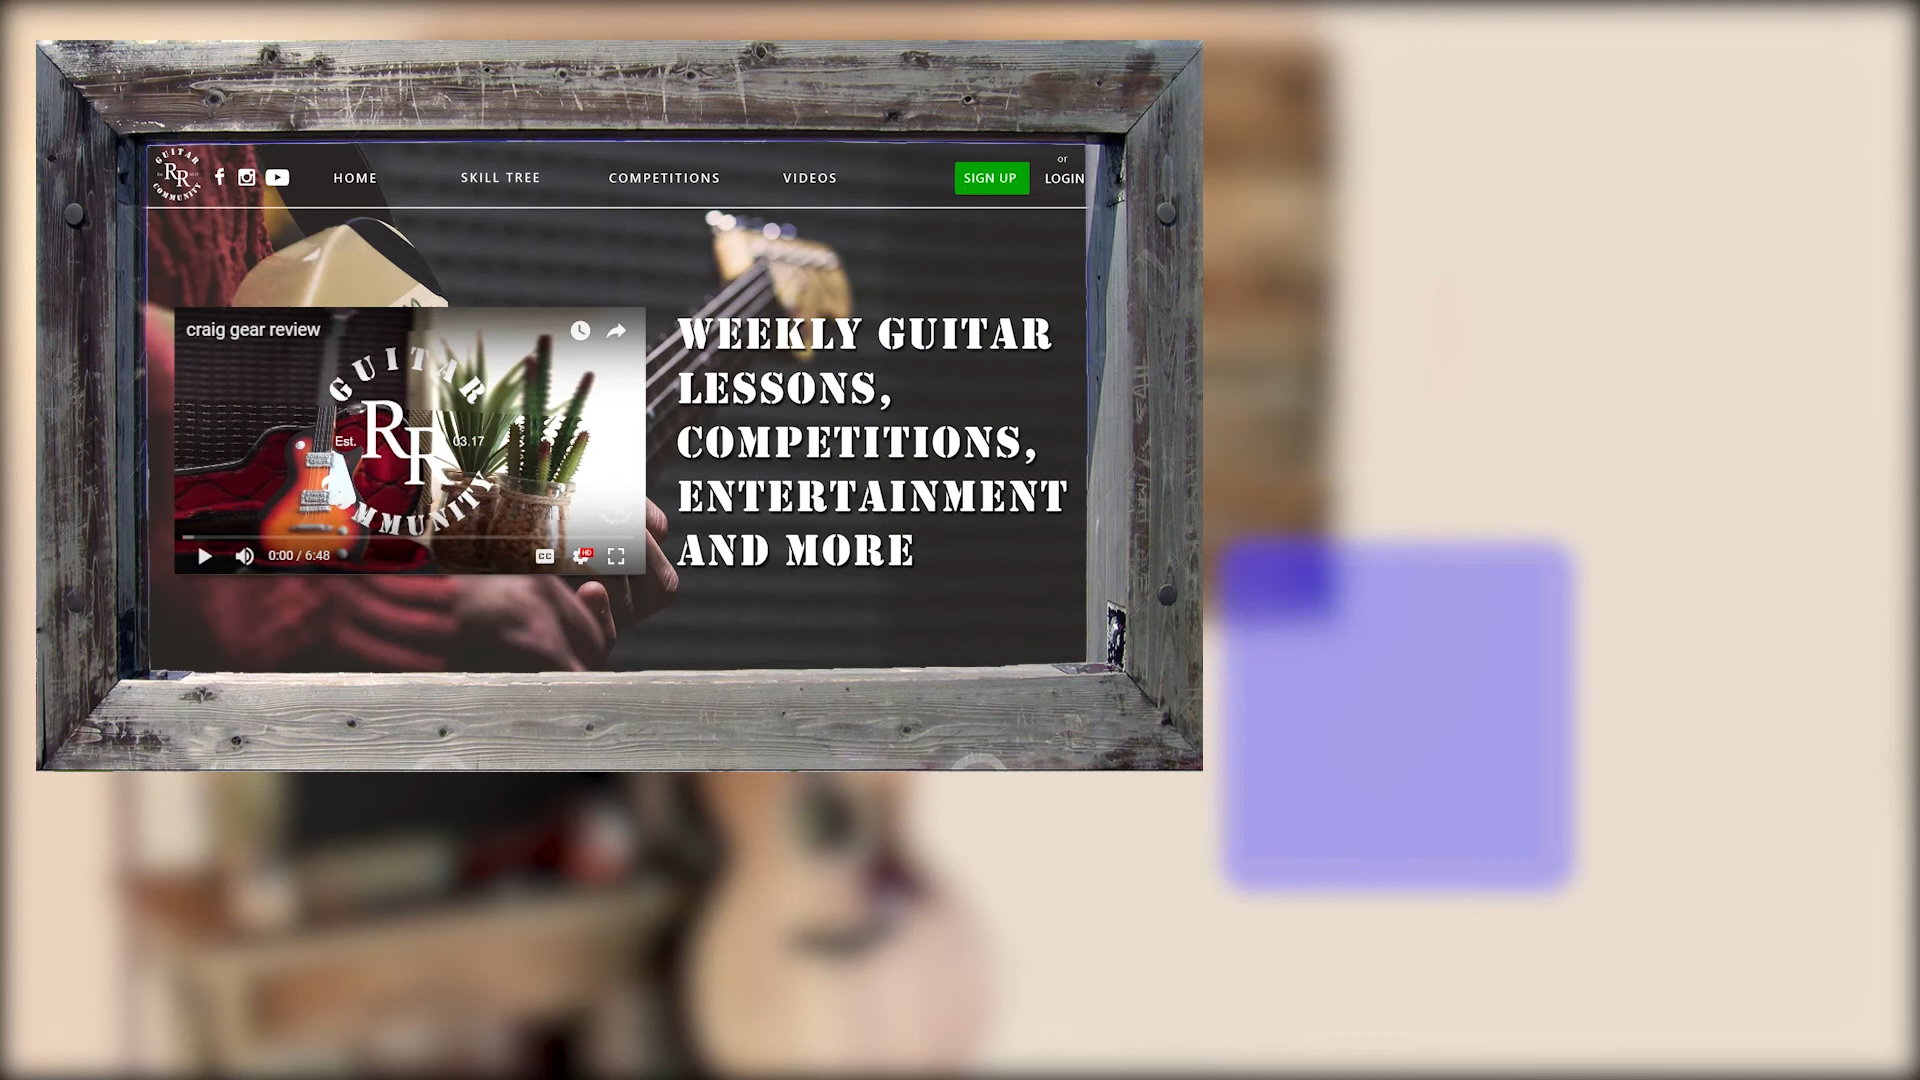 GUITAR
RR
COMMUNITY
HOME
SKILL TREE
COMPETITIONS
VIDEOS
SIGN UP
or
LOGIN
craig gear review
GUITAR
Est. RR 03.17
MMUNITY
0:00 / 6:48
CC
HD
WEEKLY GUITAR
LESSONS,
COMPETITIONS,
ENTERTAINMENT
AND MORE